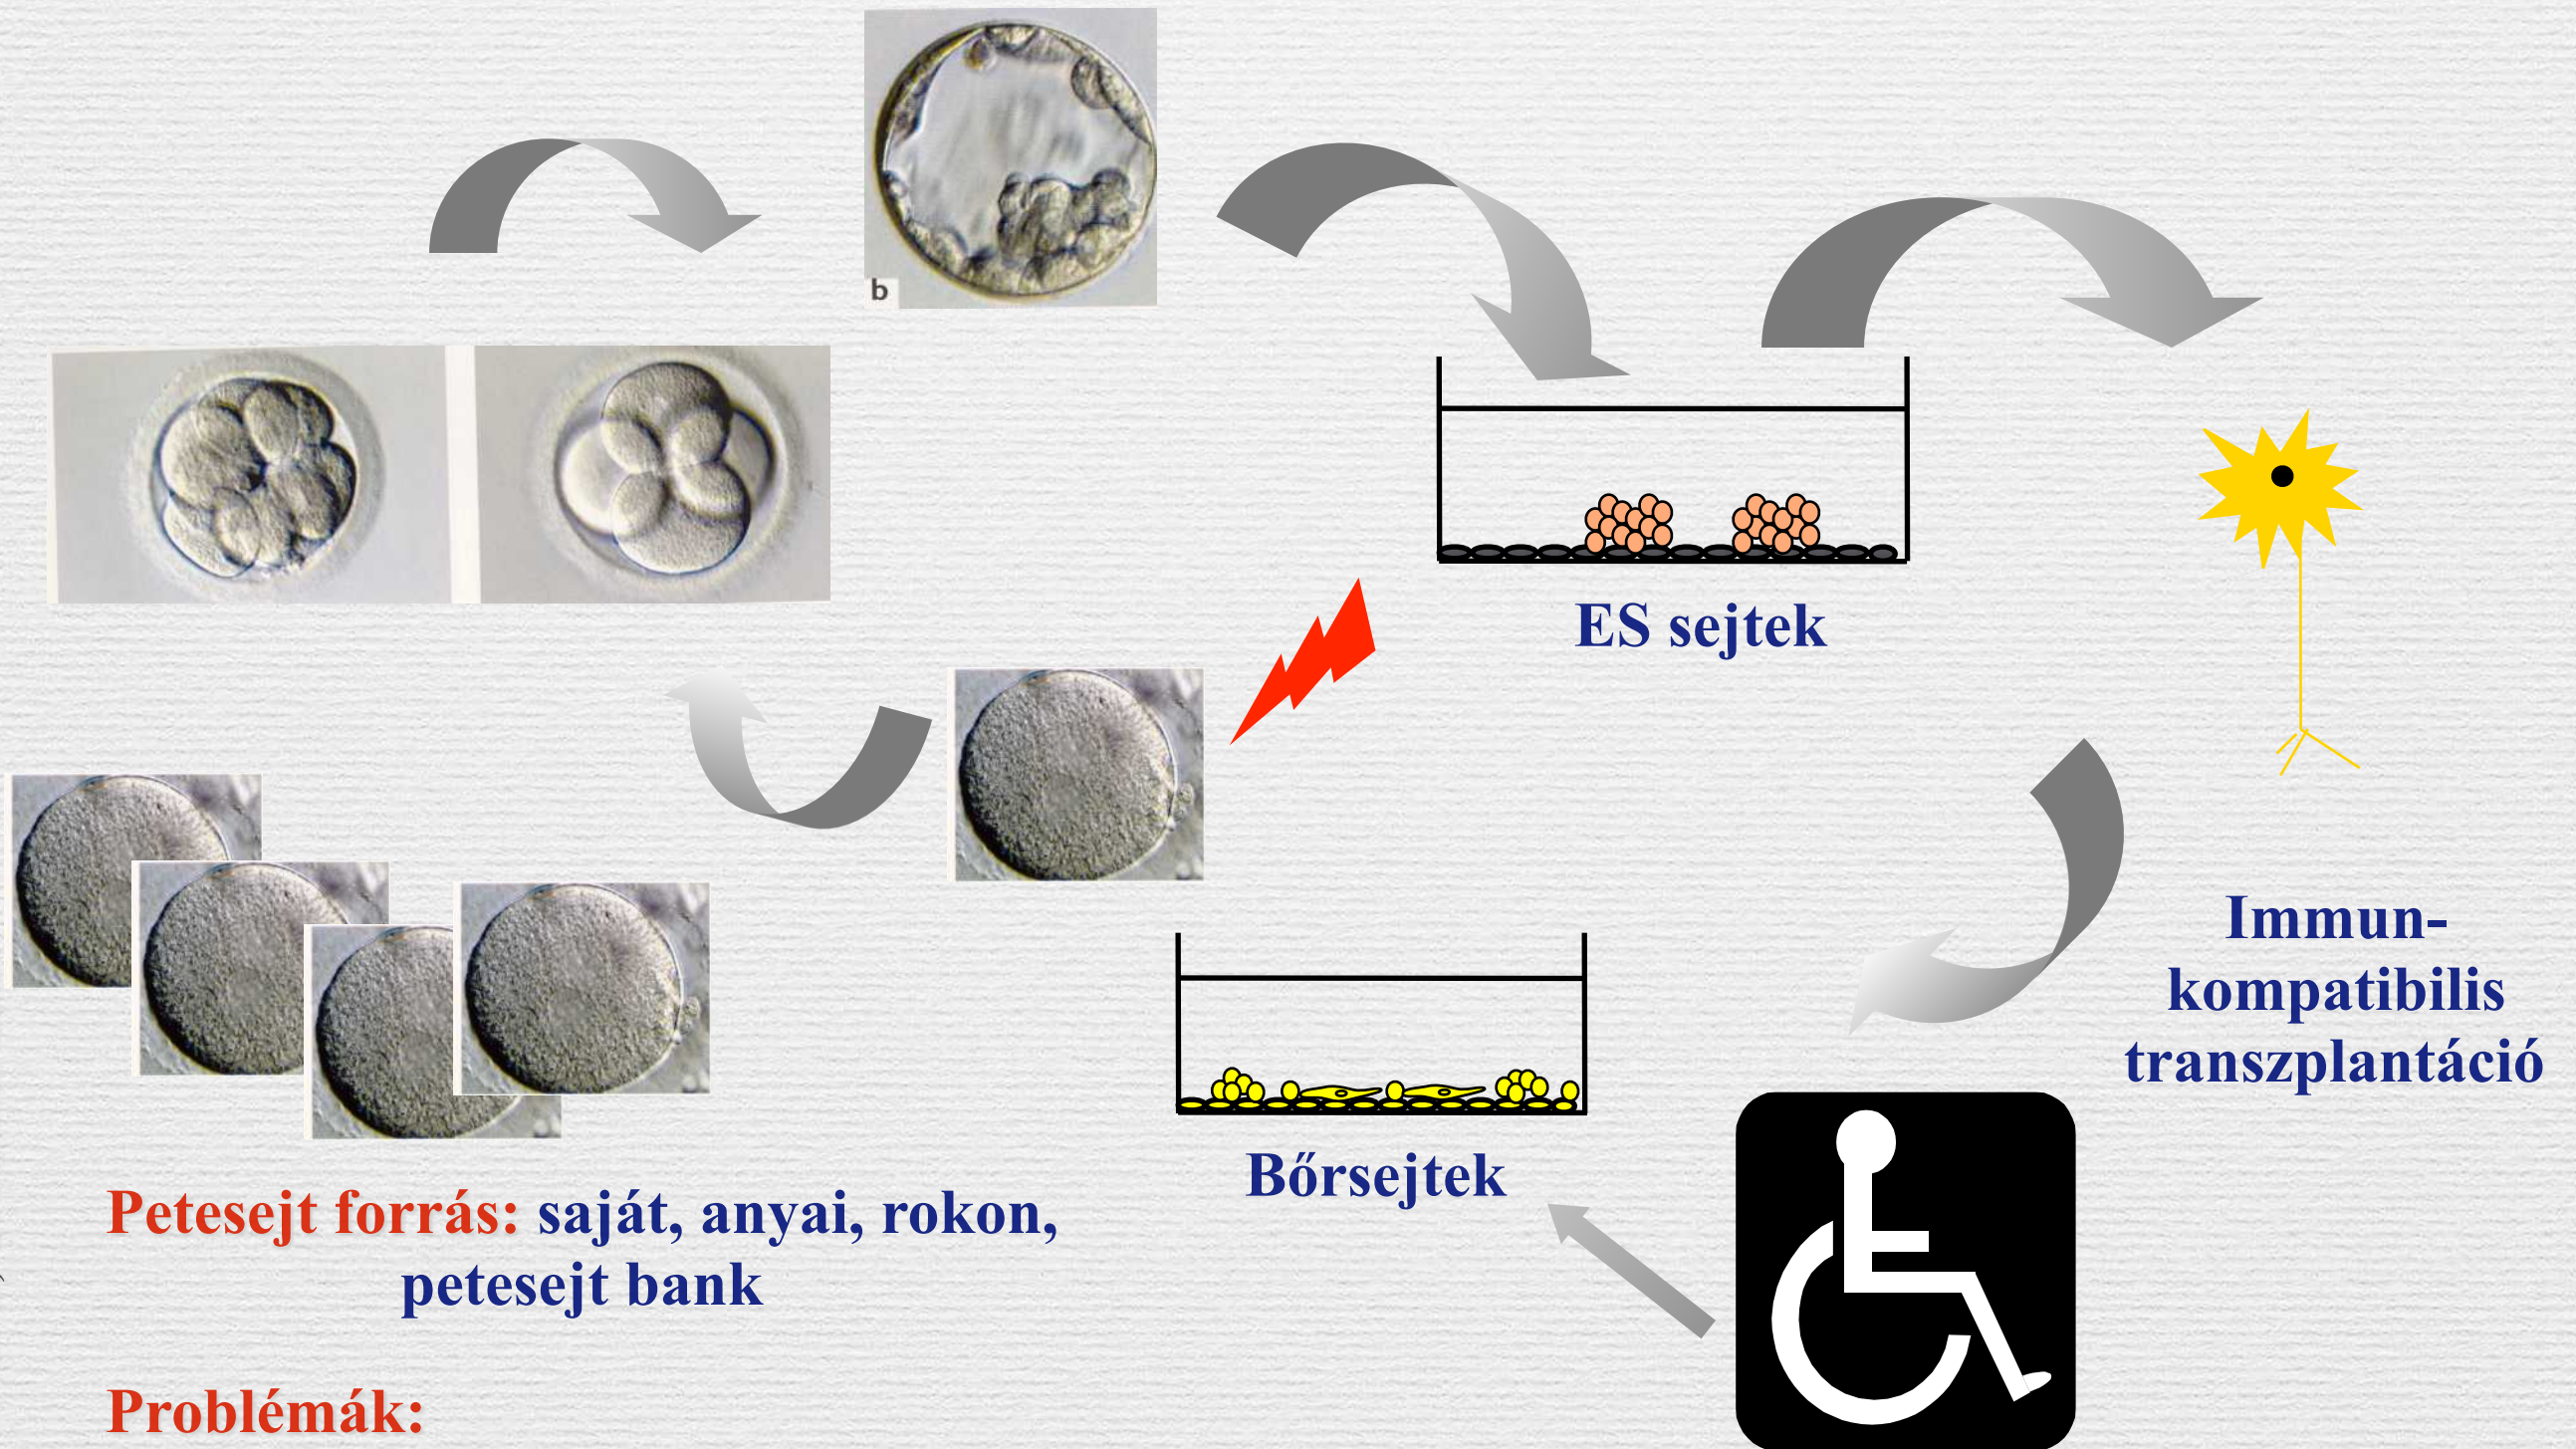 b
ES sejtek
Immun-
kompatibilis
transzplantáció
Bőrsejtek
Petesejt forrás: saját, anyai, rokon,
petesejt bank
Problémák: